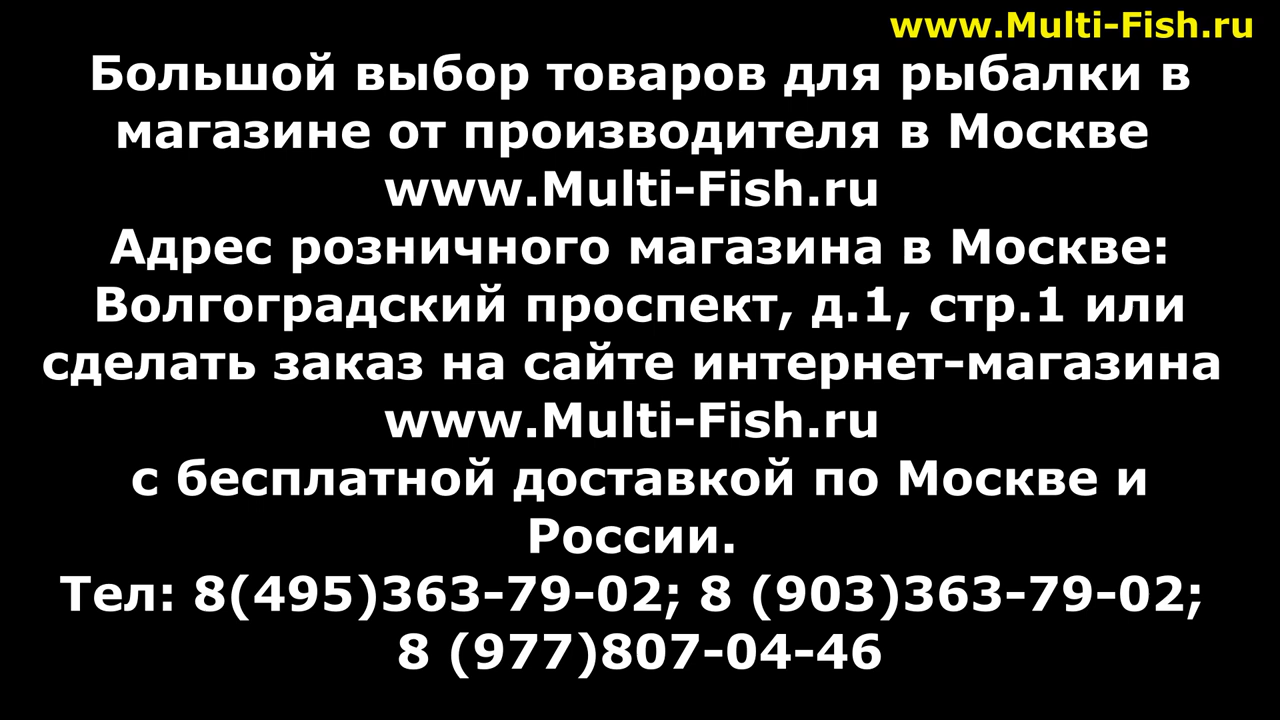 www.Multi-Fish.ru
Большой выбор товаров для рыбалки в
магазине от производителя в Москве
www.Multi-Fish.ru
Адрес розничного магазина в Москве:
Волгоградский проспект, д.1, стр.1 или
сделать заказ на сайте интернет-магазина
www.Multi-Fish.ru
с бесплатной доставкой по Москве и
России.
Тел: 8(495)363-79-02; 8 (903)363-79-02;
8 (977)807-04-46